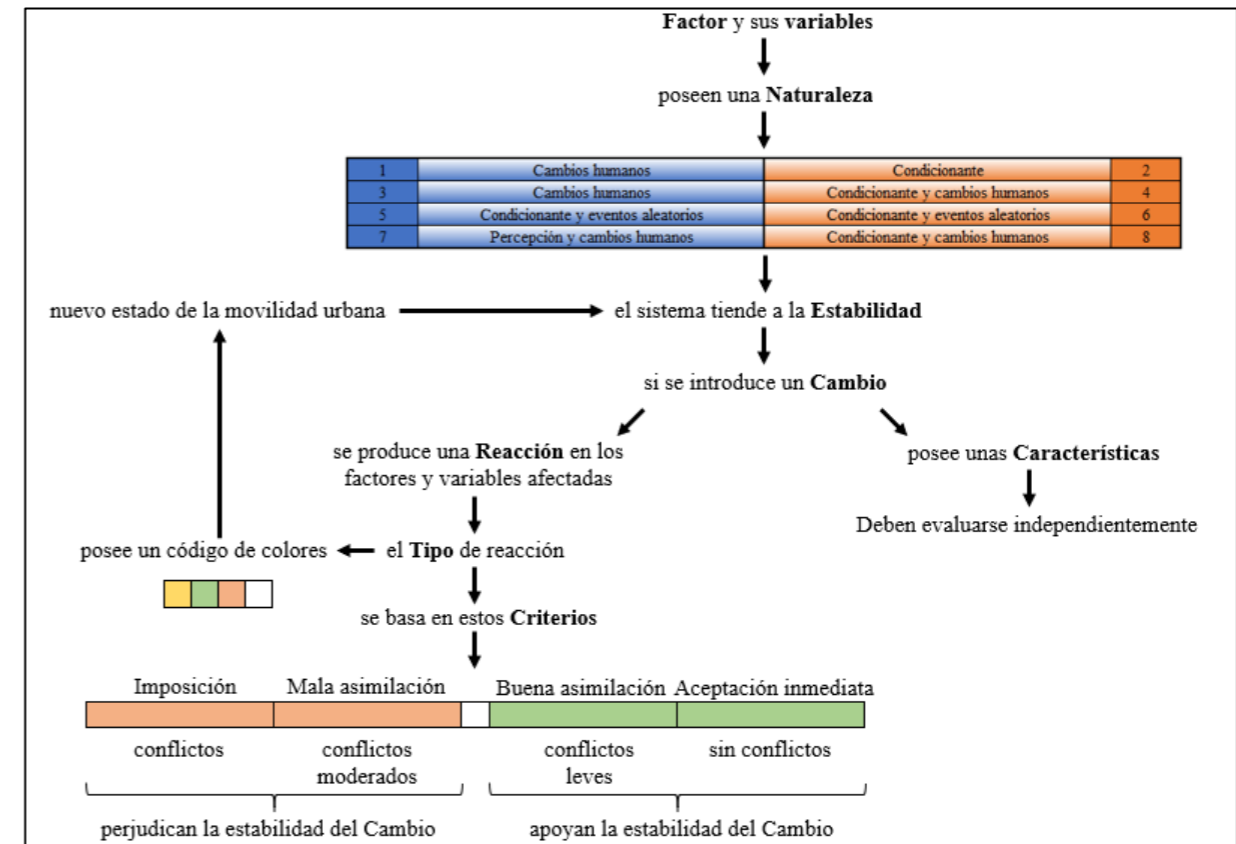 Factor y sus variables
poseen una Naturaleza
1 Cambios humanos Condicionante 2
3 Cambios humanos Condicionante y cambios humanos 4
5 Condicionante y eventos aleatorios Condicionante y eventos aleatorios 6
7 Percepción y cambios humanos Condicionante y cambios humanos 8
nuevo estado de la movilidad urbana
el sistema tiende a la Estabilidad
si se introduce un Cambio
se produce una Reacción en los
factores y variables afectadas
posee unas Características
Deben evaluarse independientemente
posee un código de colores
el Tipo de reacción
se basa en estos Criterios
Imposición Mala asimilación Buena asimilación Aceptación inmediata
conflictos
conflictos
moderados
conflictos
leves
sin conflictos
perjudican la estabilidad del Cambio
apoyan la estabilidad del Cambio